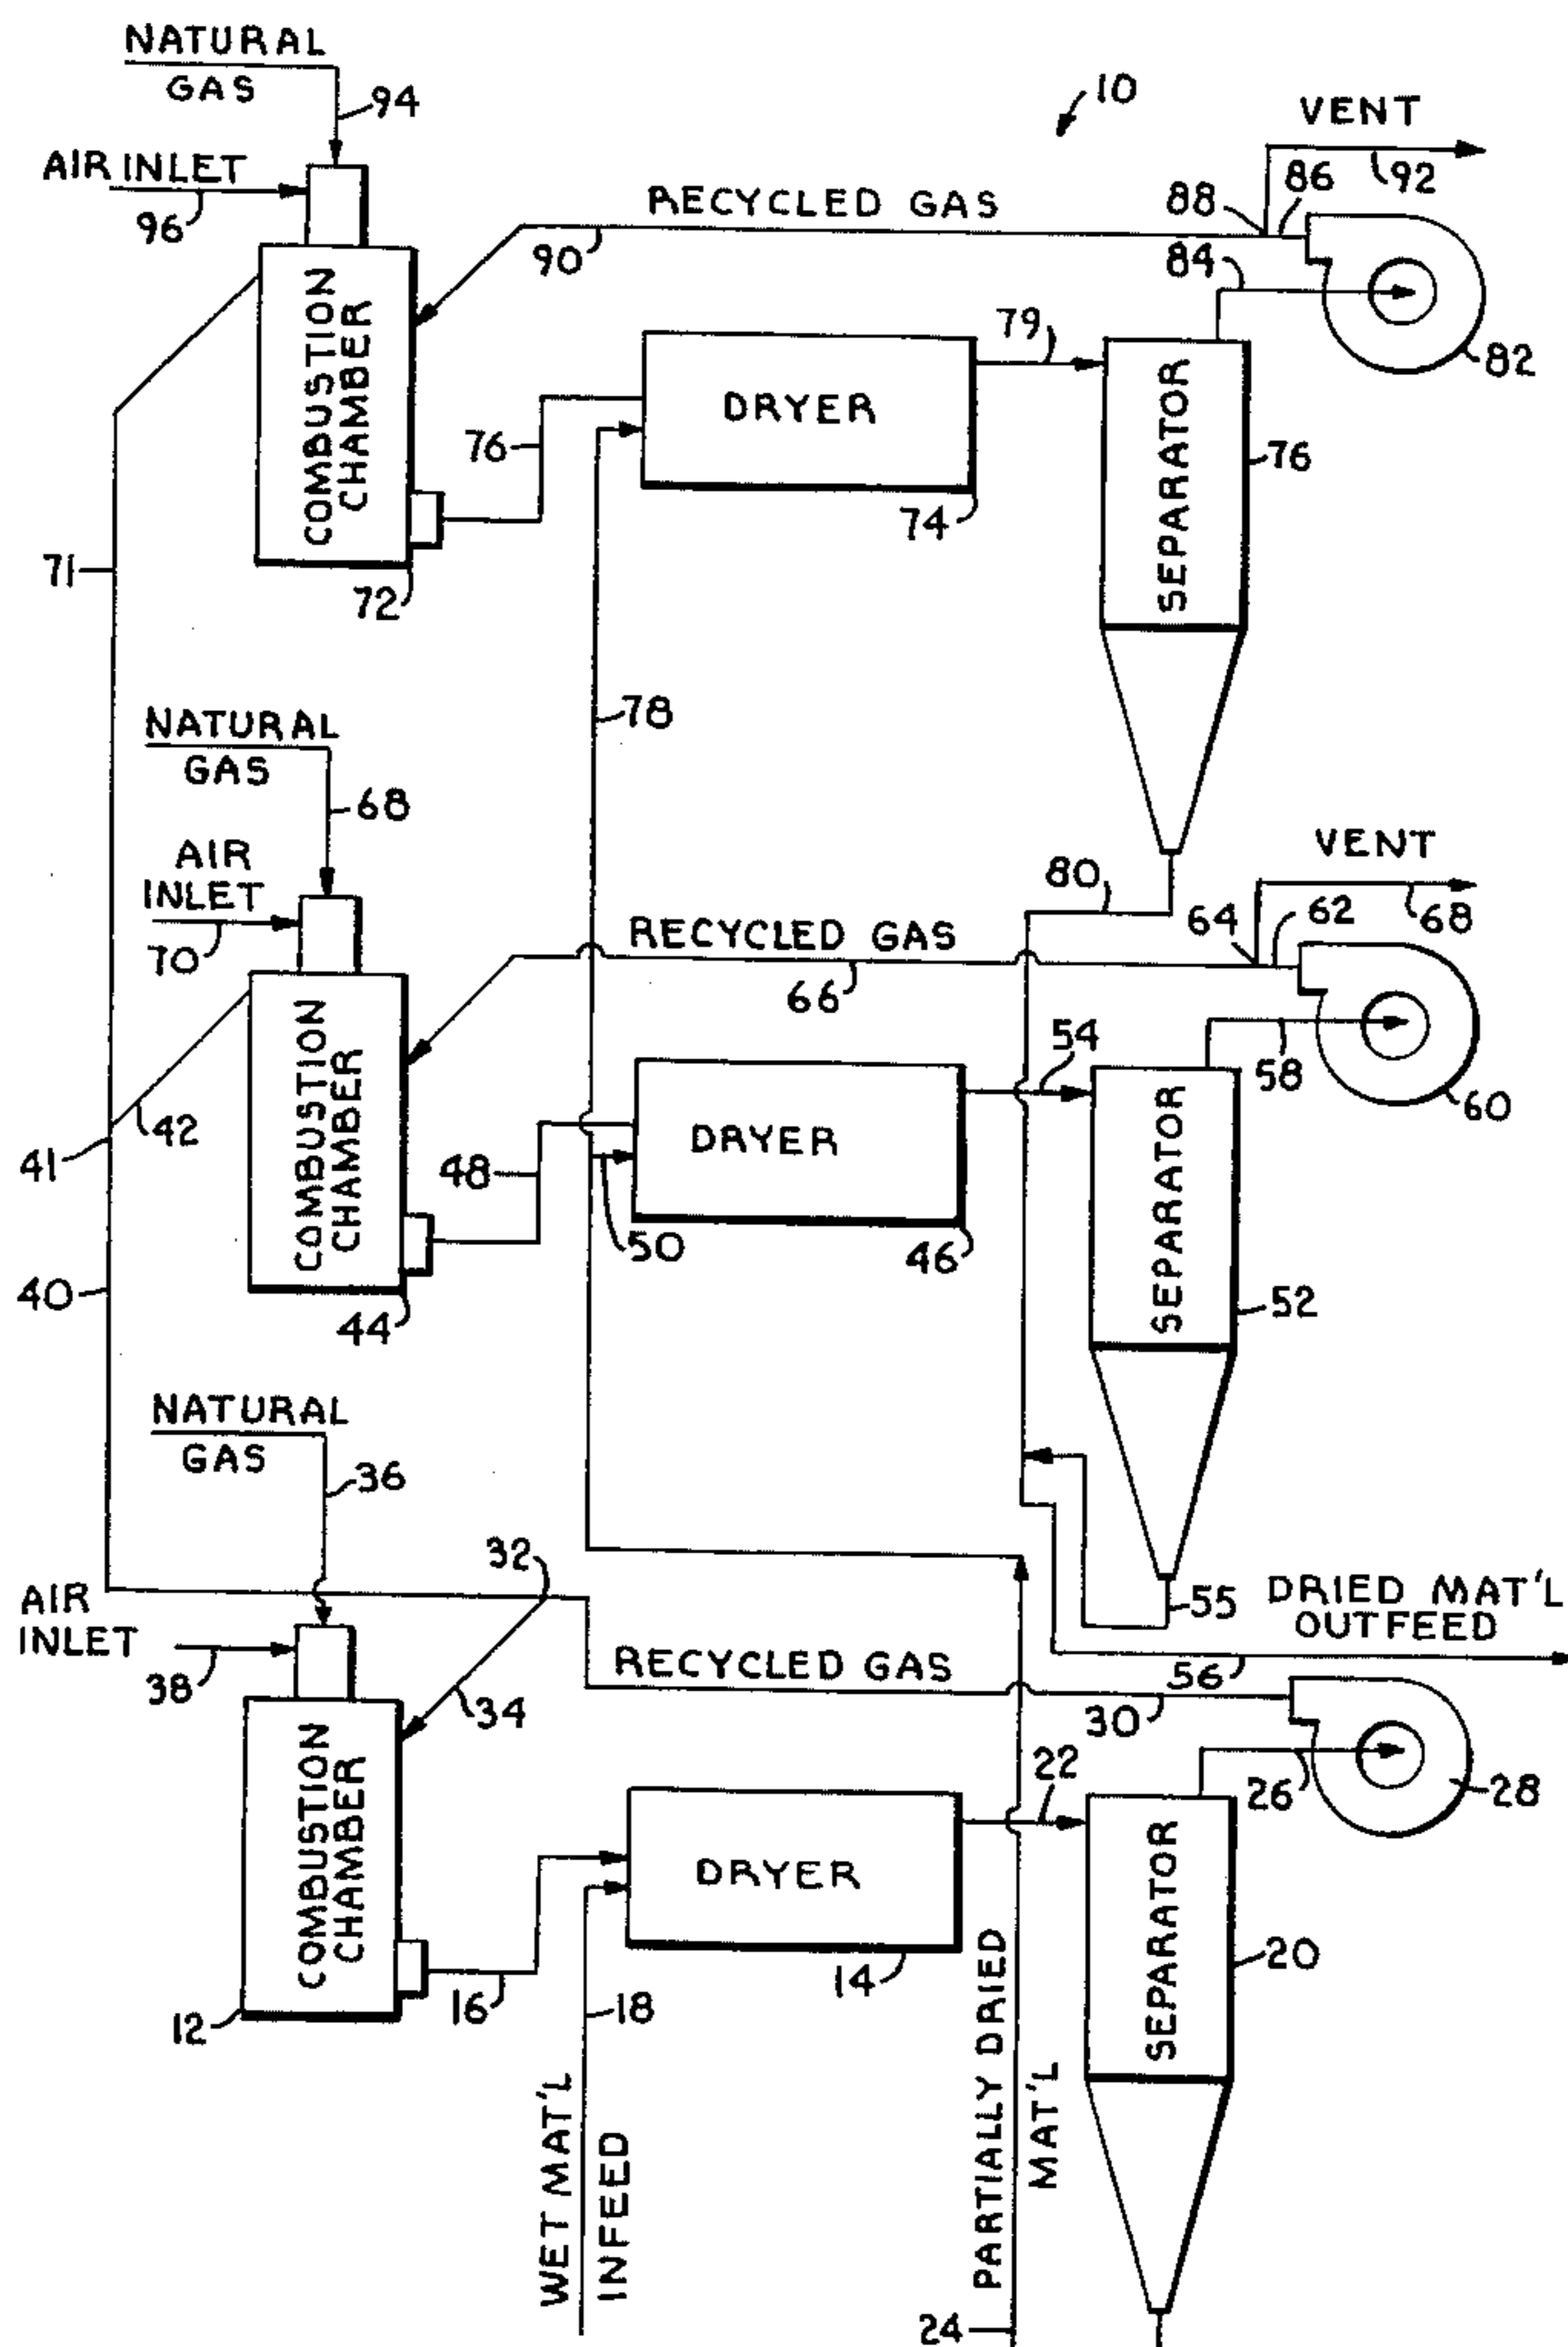 NATURAL
GAS
94
10
VENT
AIR INLET
96
88
86
92
RECYCLED GAS
90
84
82
COMBUSTION
CHAMBER
79
DRYER
SEPARATOR
76
76
74
71
72
78
NATURAL
GAS
68
AIR
INLET
70
80
VENT
64
62
68
RECYCLED GAS
66
COMBUSTION
CHAMBER
54
58
60
42
41
DRYER
SEPARATOR
48
50
46
40
44
52
NATURAL
GAS
36
32
AIR
INLET
38
55
DRIED MAT'L
OUTFEED
RECYCLED GAS
56
34
30
COMBUSTION
CHAMBER
22
26
28
DRYER
SEPARATOR
20
14
16
18
12
WET MAT'L
INFEED
PARTIALLY DRIED
MAT'L
24